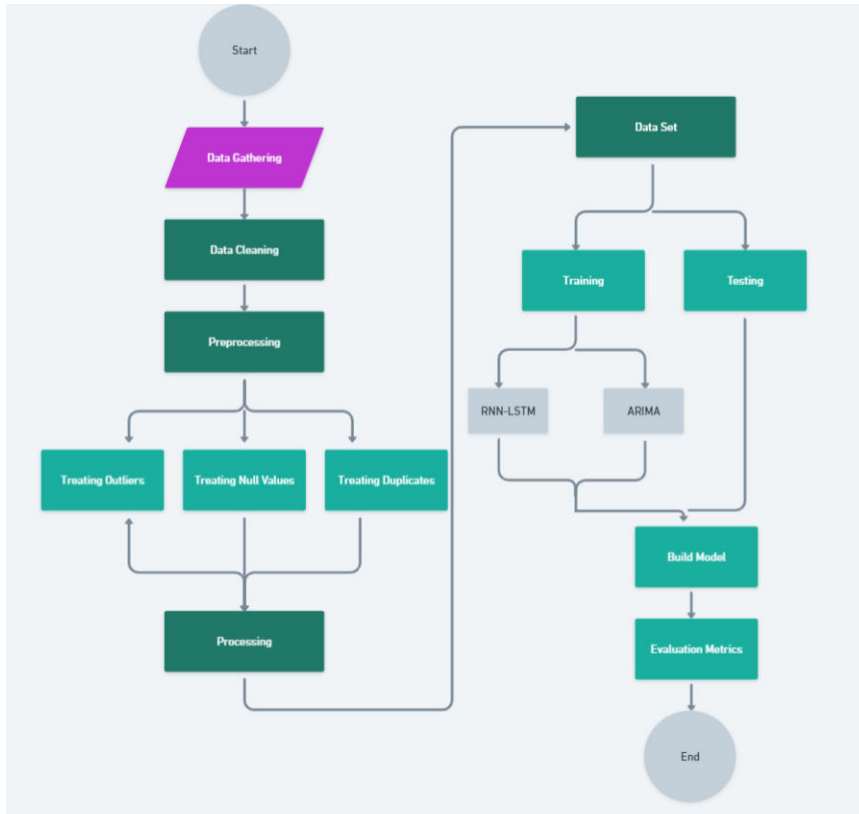 Start
Data Gathering
Data Cleaning
Preprocessing
Treating Outliers
Treating Null Values
Treating Duplicates
Processing
Data Set
Training
Testing
RNN-LSTM
ARIMA
Build Model
Evaluation Metrics
End